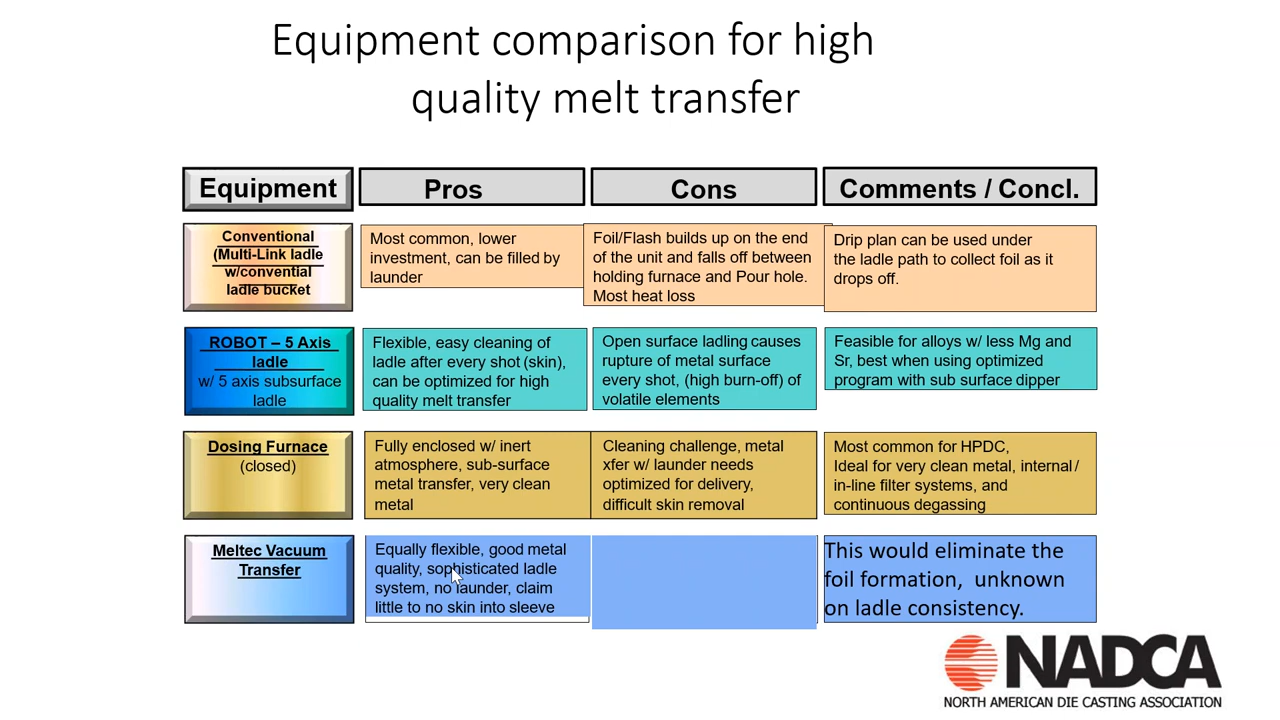 Equipment comparison for high
quality melt transfer
Equipment
Pros
Cons
Comments / Concl.
Conventional
(Multi-Link ladle
w/convential
ladle bucket
Most common, lower
investment, can be filled by
launder
Foil/Flash builds up on the end
of the unit and falls off between
holding furnace and Pour hole.
Most heat loss
Drip plan can be used under
the ladle path to collect foil as it
drops off.
ROBOT – 5 Axis
ladle
w/ 5 axis subsurface
ladle
Flexible, easy cleaning of
ladle after every shot (skin),
can be optimized for high
quality melt transfer
Open surface ladling causes
rupture of metal surface
every shot, (high burn-off) of
volatile elements
Feasible for alloys w/ less Mg and
Sr, best when using optimized
program with sub surface dipper
Dosing Furnace
(closed)
Fully enclosed w/ inert
atmosphere, sub-surface
metal transfer, very clean
metal
Cleaning challenge, metal
xfer w/ launder needs
optimized for delivery,
difficult skin removal
Most common for HPDC,
Ideal for very clean metal, internal/
in-line filter systems, and
continuous degassing
Meltec Vacuum
Transfer
Equally flexible, good metal
quality, sophisticated ladle
system, no launder, claim
little to no skin into sleeve
This would eliminate the
foil formation, unknown
on ladle consistency.
NADCA
NORTH AMERICAN DIE CASTING ASSOCIATION